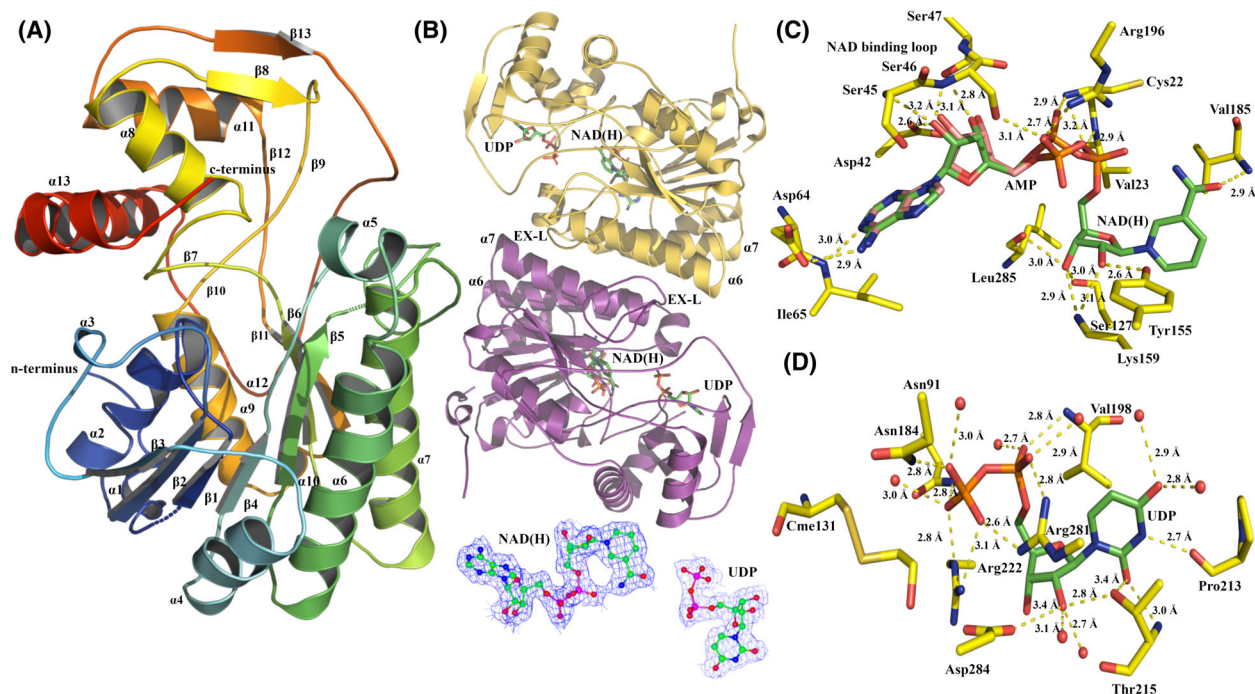 (A)
β13
β8
α8
α11
β12
β9
c-terminus
α13
α5
β7
β10
β6
β5
β11
α3
n-terminus
α12
α9
α2
β3
α1
β2
β1
β4
α10
α6
α7
α4
(B)
NAD(H)
UDP
α7
EX-L
α7
α6
α6
EX-L
NAD(H)
UDP
NAD(H)
UDP
(C)
Ser47
NAD binding loop
Arg196
Ser46
Cys22
Ser45
Val185
2.8 Å
2.9 Å
3.2 Å
3.1 Å
2.7 Å
2.6 Å
3.1 Å
3.2 Å
2.9 Å
Asp42
AMP
Val23
2.9 Å
Asp64
NAD(H)
3.0 Å
Leu285
3.0 Å
3.0 Å
2.6 Å
2.9 Å
2.9 Å
3.1 Å
Ile65
Ser127
Tyr155
Lys159
(D)
Asn91
Val198
2.8 Å
Asn184
3.0 Å
2.7 Å
2.9 Å
2.9 Å
2.8 Å
2.8 Å
2.8 Å
3.0 Å
2.8 Å
UDP
Cme131
2.6 Å
Arg281
2.7 Å
2.8 Å
3.1 Å
Arg222
Pro213
3.4 Å
2.8 Å
3.4 Å
3.0 Å
3.1 Å
2.7 Å
Asp284
Thr215